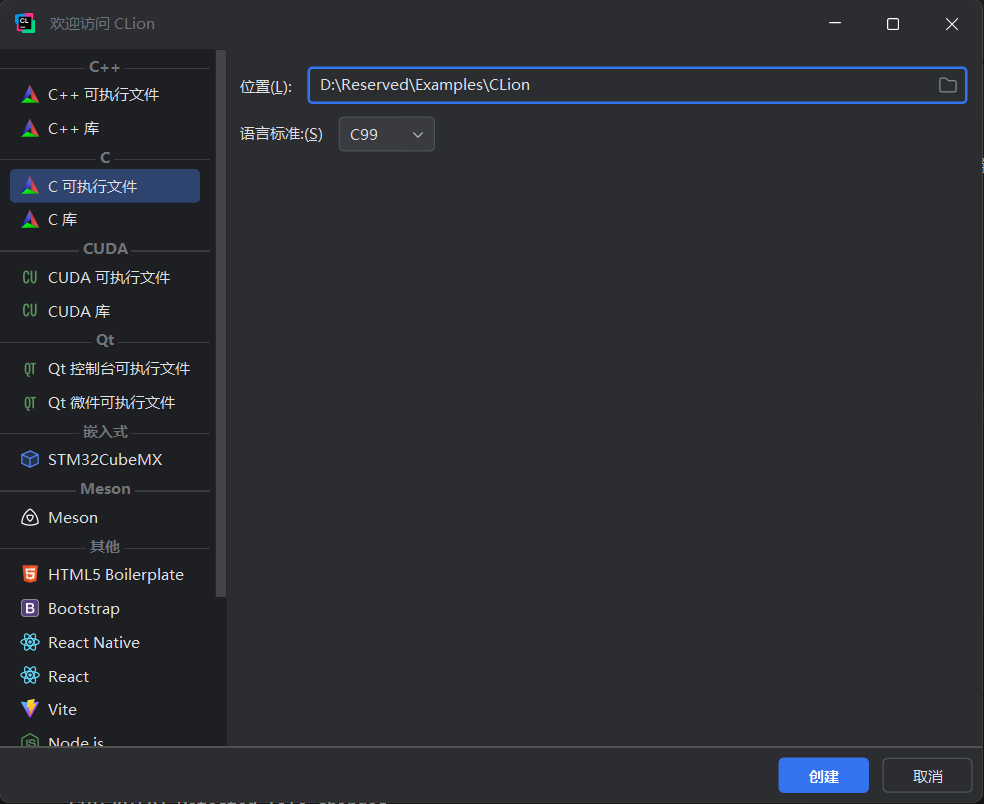 欢迎访问 CLion
C++
C++ 可执行文件
C++ 库
C
C 可执行文件
C 库
CUDA
CU CUDA 可执行文件
CU CUDA 库
Qt
QT Qt 控制台可执行文件
QT Qt 微件可执行文件
嵌入式
STM32CubeMX
Meson
Meson
其他
HTML5 Boilerplate
B Bootstrap
React Native
React
Vite
Node.js
位置(L): D:\Reserved\Examples\CLion
语言标准:(S) C99
创建
取消